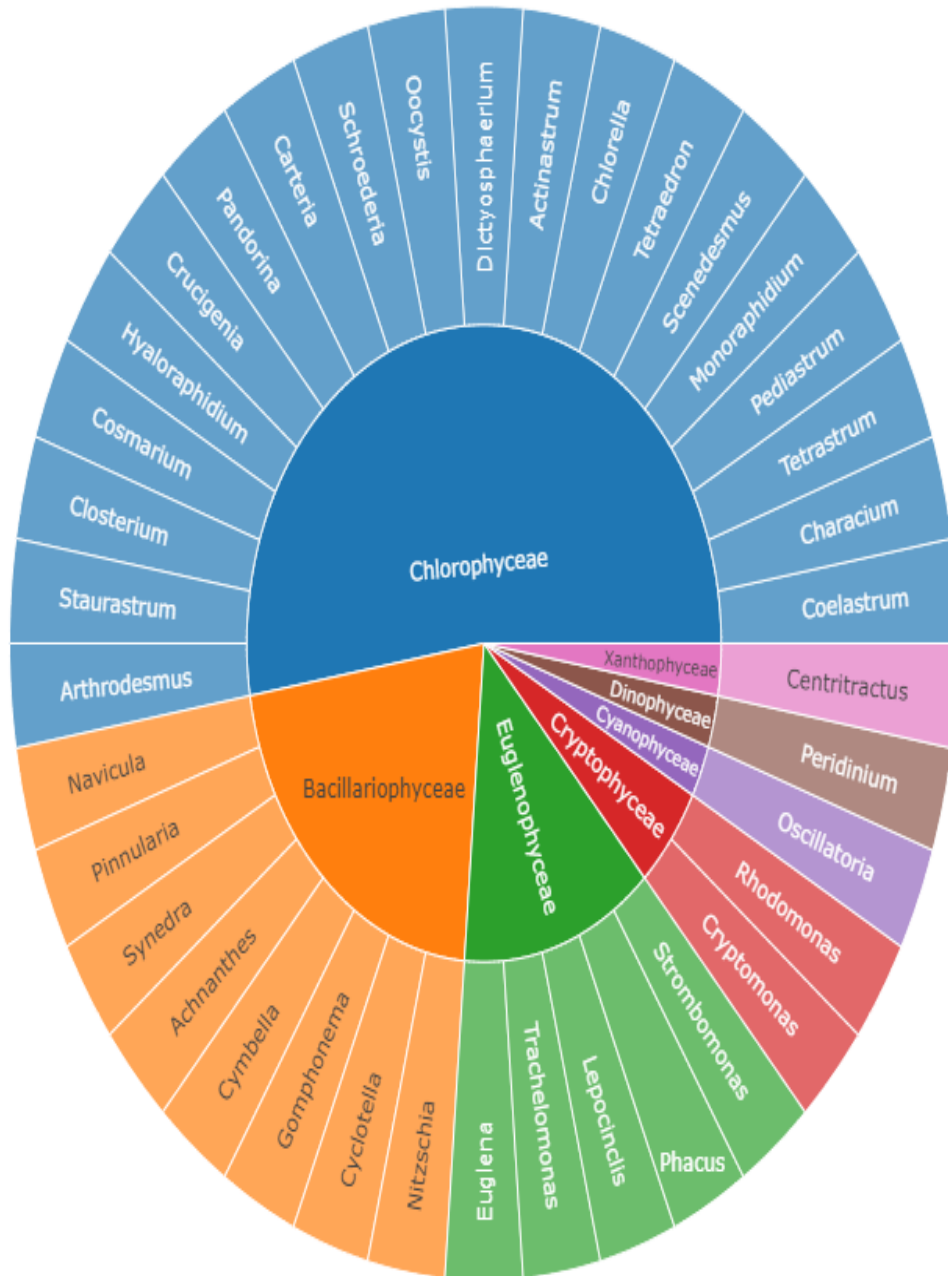 Dictyosphaerium
Oocystis
Actinastrum
Schroederia
Chlorella
Carteria
Tetraedron
Pandorina
Scenedesmus
Crucigenia
Monoraphidium
Hyaloraphidium
Pediastrum
Cosmarium
Tetrastrum
Closterium
Characium
Staurastrum
Coelastrum
Arthrodesmus
Chlorophyceae
Xanthophyceae
Centritractus
Dinophyceae
Peridinium
Cyanophyceae
Oscillatoria
Cryptophyceae
Rhodomonas
Cryptomonas
Euglenophyceae
Strombomonas
Phacus
Lepocinclis
Trachelomonas
Euglena
Bacillariophyceae
Navicula
Pinnularia
Synedra
Achnanthes
Cymbella
Gomphonema
Cyclotella
Nitzschia